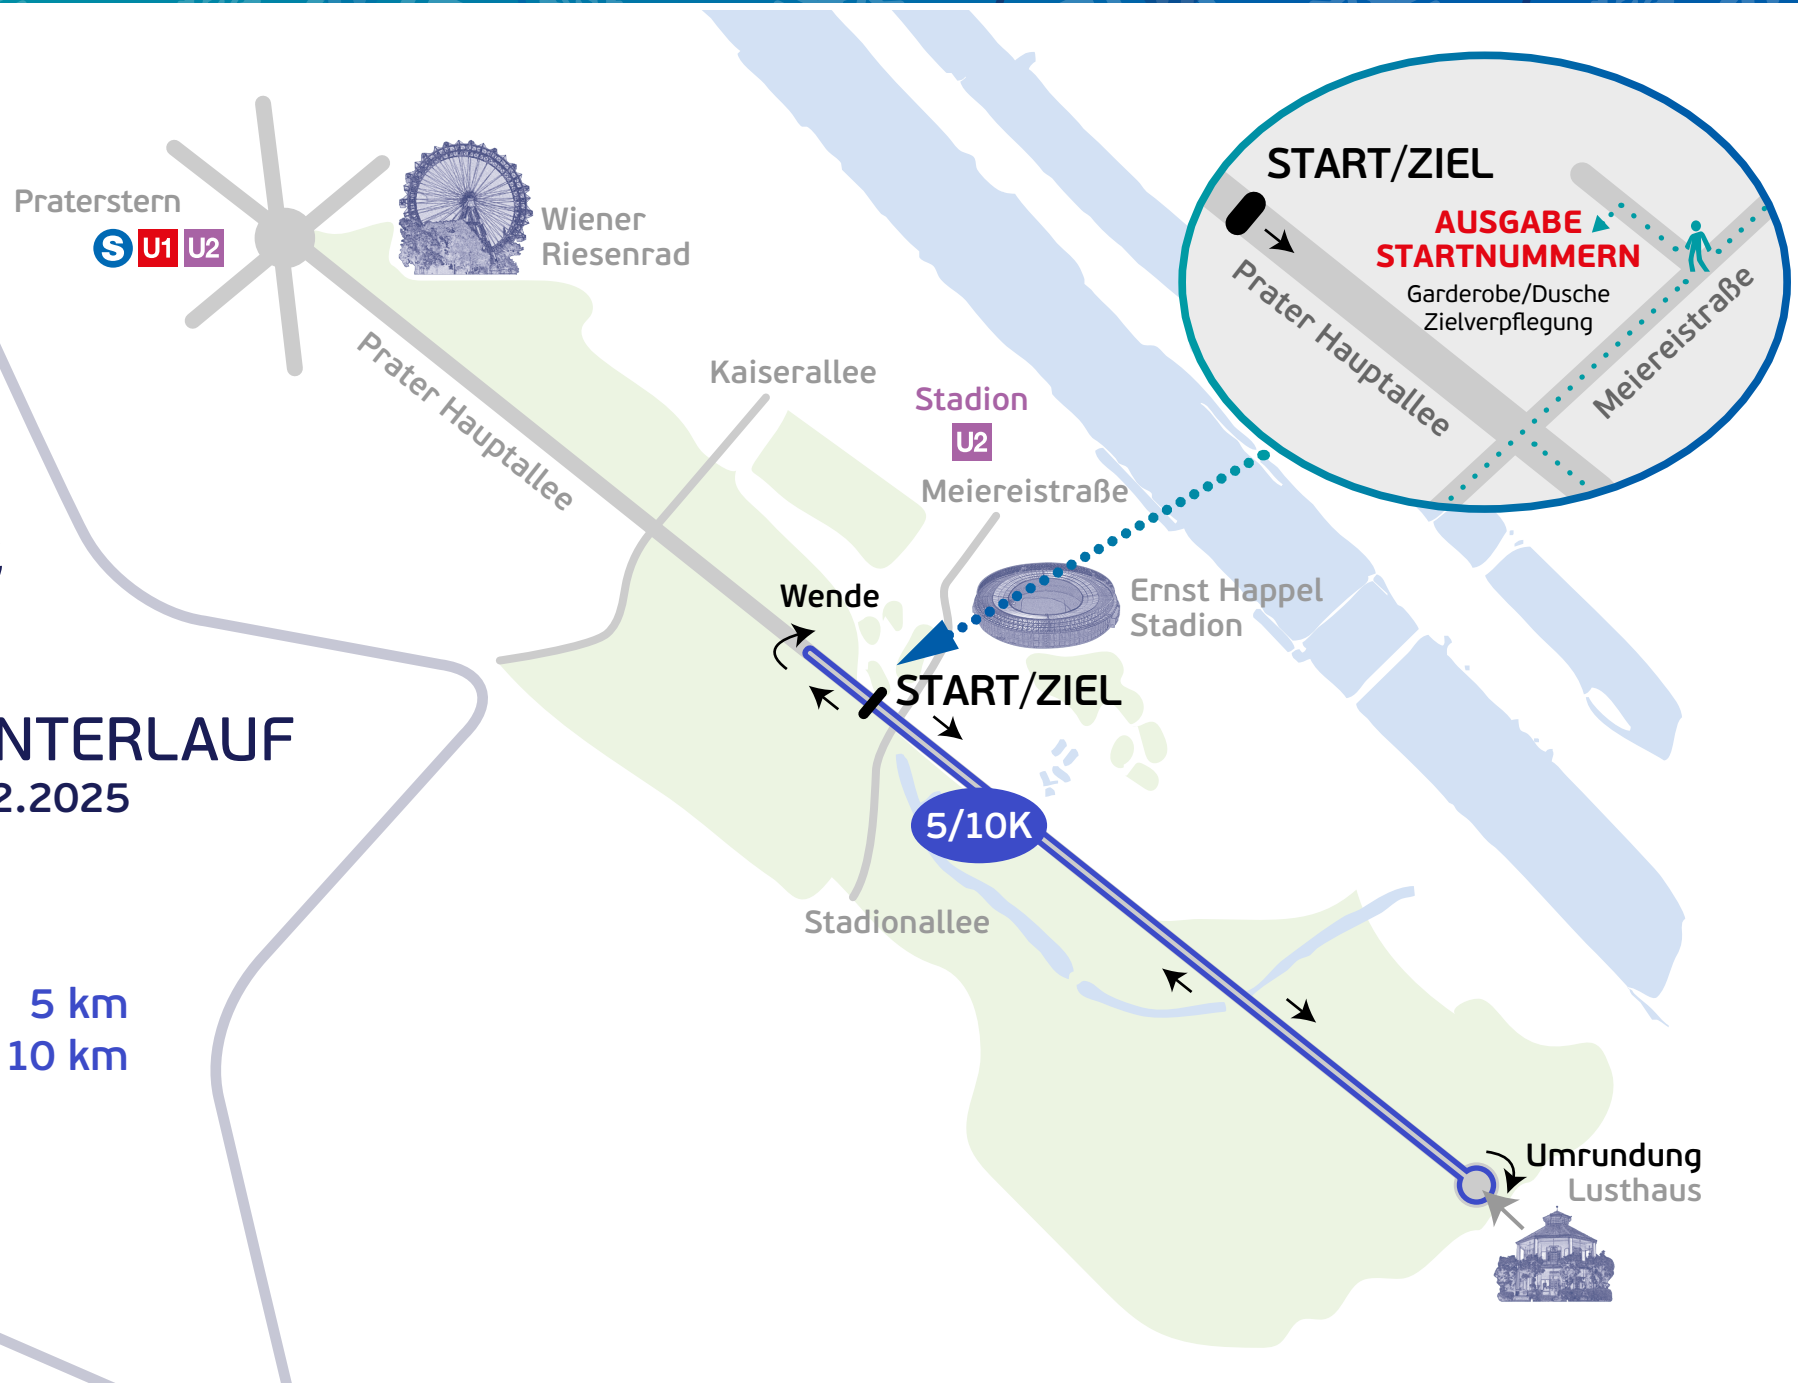 Praterstern
S U1 U2
Wiener
Riesenrad
Prater Hauptallee
Kaiserallee
Stadion
U2
Meiereistraße
Ernst Happel
Stadion
Wende
START/ZIEL
5/10K
Stadionallee
Umrundung
Lusthaus
START/ZIEL
AUSGABE
STARTNUMMERN
Garderobe/Dusche
Zielverpflegung
Prater Hauptallee
Meiereistraße
NTERLAUF
2.2025
5 km
10 km